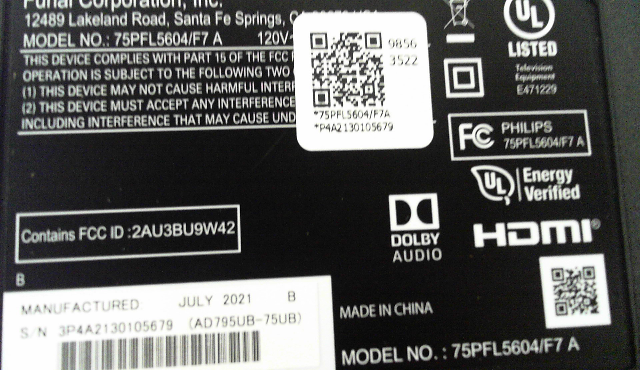 Funai Corporation, Inc.
12489 Lakeland Road, Santa Fe Springs, CA
MODEL NO.: 75PFL5604/F7 A 120V~
THIS DEVICE COMPLIES WITH PART 15 OF THE FCC
OPERATION IS SUBJECT TO THE FOLLOWING TWO
(1) THIS DEVICE MAY NOT CAUSE HARMFUL INTERF
(2) THIS DEVICE MUST ACCEPT ANY INTERFERENCE
INCLUDING INTERFERENCE THAT MAY CAUSE UND
9856
3522
*75PFL5604/F7A
*P4A2130105679
UL
LISTED
Television
Equipment
E471229
FC PHILIPS
75PFL5604/F7 A
UL Energy
Verified
Contains FCC ID :2AU3BU9W42
DOLBY
AUDIO
HDMI®
B
MANUFACTURED JULY 2021 B
S/N 3P4A2130105679 (AD795UB-75UB)
MADE IN CHINA
MODEL NO. : 75PFL5604/F7 A